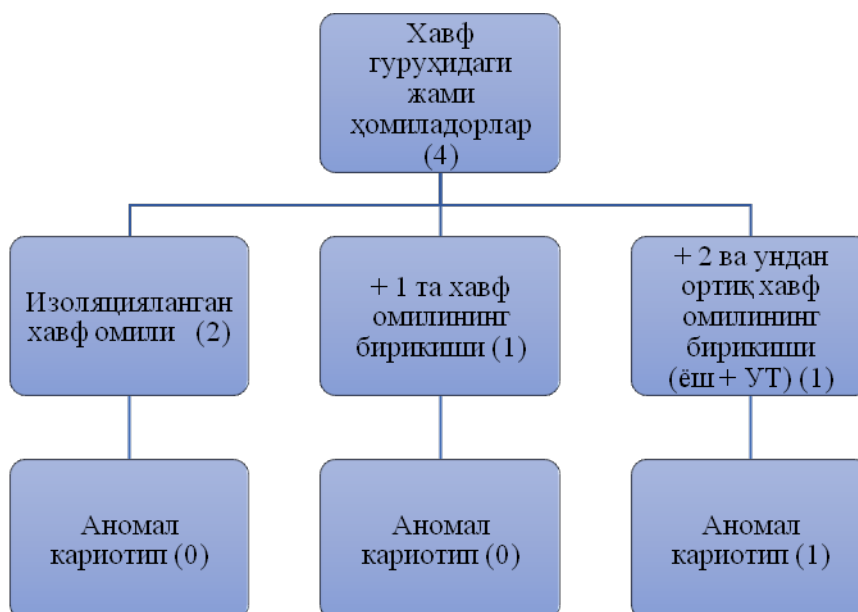 Хавф
гуруҳидаги
жами
ҳомиладорлар
(4)
Изоляцияланган
хавф омили (2)
+ 1 та хавф
омилининг
бирикиши (1)
+ 2 ва ундан
ортиқ хавф
омилининг
бирикиши
(ёш + УТ) (1)
Аномал
кариотип (0)
Аномал
кариотип (0)
Аномал
кариотип (1)